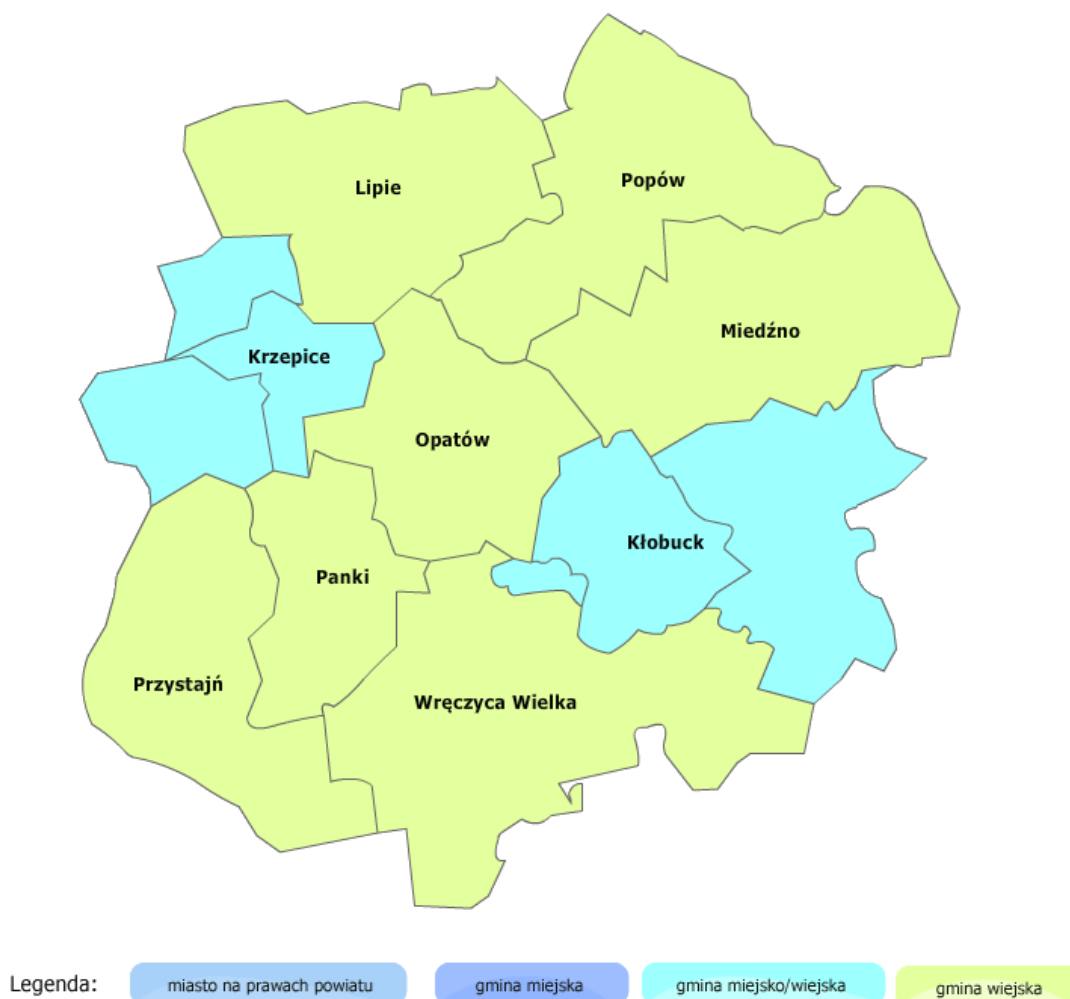 Popów
Lipie
Miedźno
Krzepice
Opatów
Kłobuck
Panki
Przystajń
Wręczyca Wielka
Legenda: miasto na prawach powiatu gmina miejska gmina miejsko/wiejska gmina wiejska